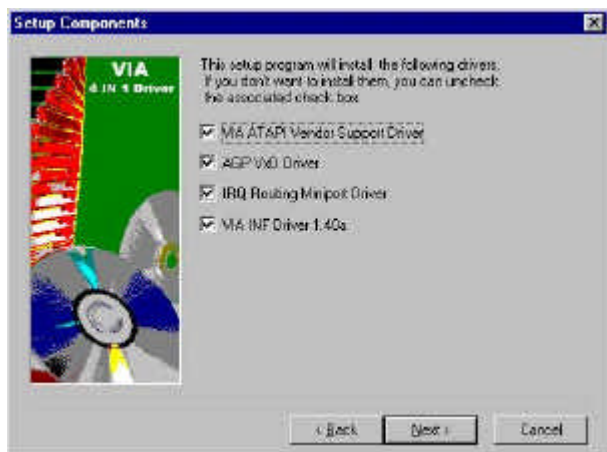 Setup Components
VIA
4 IN 1 Driver
This setup program will install the following drivers.
If you don't want to install them, you can uncheck
the associated check box
VIA ATAPI Vendor Support Driver
AGP VxD Driver
IRQ Routing Miniport Driver
VIA INF Driver 1.40a
< Back
Next >
Cancel